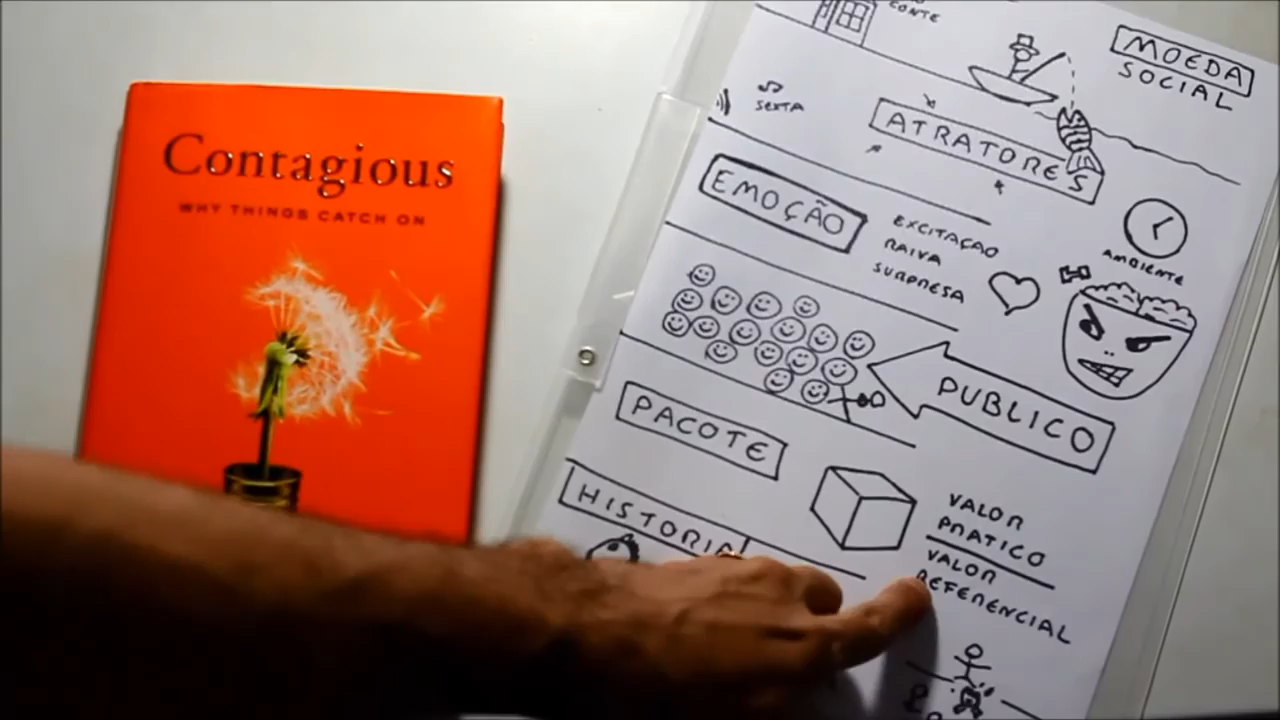 Contagious
WHY THINGS CATCH ON
CONTE
MOEDA
SOCIAL
SEXTA
ATRATORES
EMOÇÃO
EXCITAÇAO
RAIVA
SURPRESA
AMBIENTE
PUBLICO
PACOTE
HISTORIA
VALOR
PRATICO
VALOR
REFERENCIAL